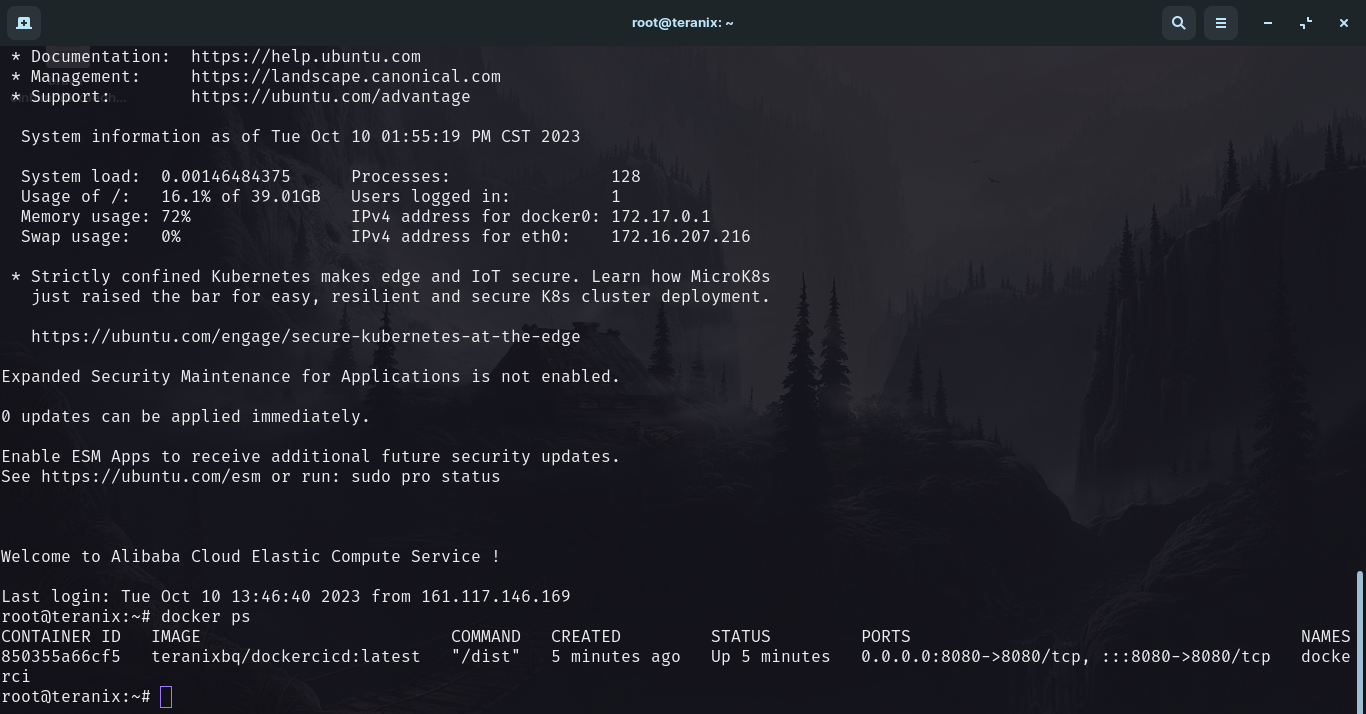 root@teranix: ~
* Documentation:  https://help.ubuntu.com
* Management:     https://landscape.canonical.com
* Support:        https://ubuntu.com/advantage
System information as of Tue Oct 10 01:55:19 PM CST 2023
System load:  0.00146484375      Processes:                128
Usage of /:   16.1% of 39.01GB   Users logged in:          1
Memory usage: 72%                IPv4 address for docker0: 172.17.0.1
Swap usage:   0%                 IPv4 address for eth0:    172.16.207.216
* Strictly confined Kubernetes makes edge and IoT secure. Learn how MicroK8s
just raised the bar for easy, resilient and secure K8s cluster deployment.
https://ubuntu.com/engage/secure-kubernetes-at-the-edge
Expanded Security Maintenance for Applications is not enabled.
0 updates can be applied immediately.
Enable ESM Apps to receive additional future security updates.
See https://ubuntu.com/esm or run: sudo pro status
Welcome to Alibaba Cloud Elastic Compute Service !
Last login: Tue Oct 10 13:46:40 2023 from 161.117.146.169
root@teranix:~# docker ps
CONTAINER ID   IMAGE                         COMMAND   CREATED         STATUS         PORTS                                       NAMES
850355a66cf5   teranixbq/dockercicd:latest   "/dist"   5 minutes ago   Up 5 minutes   0.0.0.0:8080->8080/tcp, :::8080->8080/tcp   docke
rci
root@teranix:~#